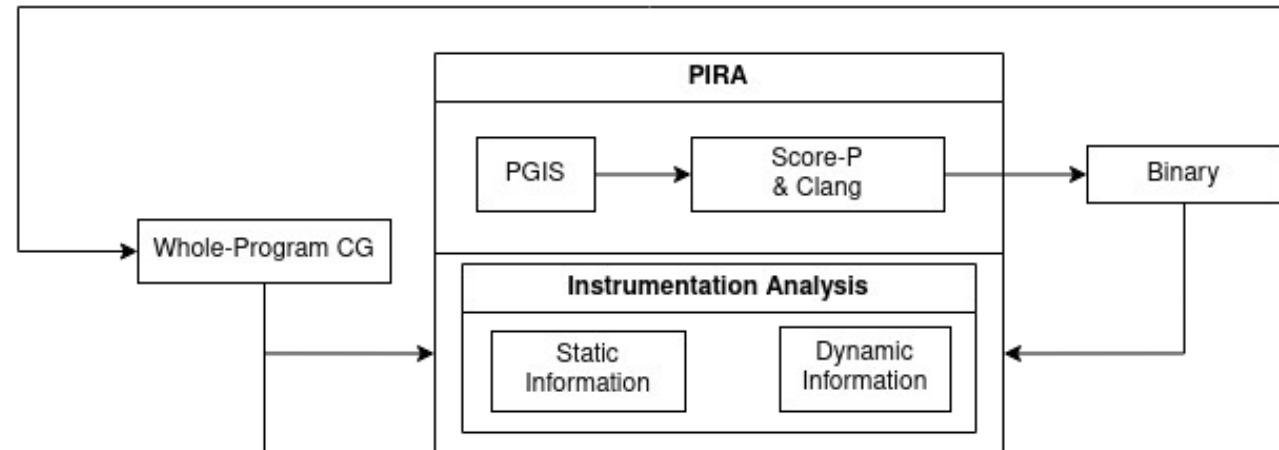 PIRA
PGIS
Score-P
& Clang
Binary
Whole-Program CG
Instrumentation Analysis
Static
Information
Dynamic
Information